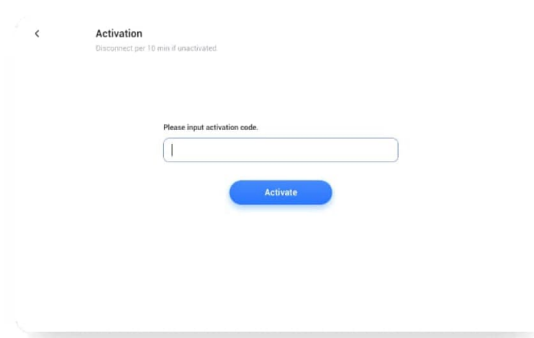 Activation
Disconnect per 10 min if unactivated.
Please input activation code.
Activate